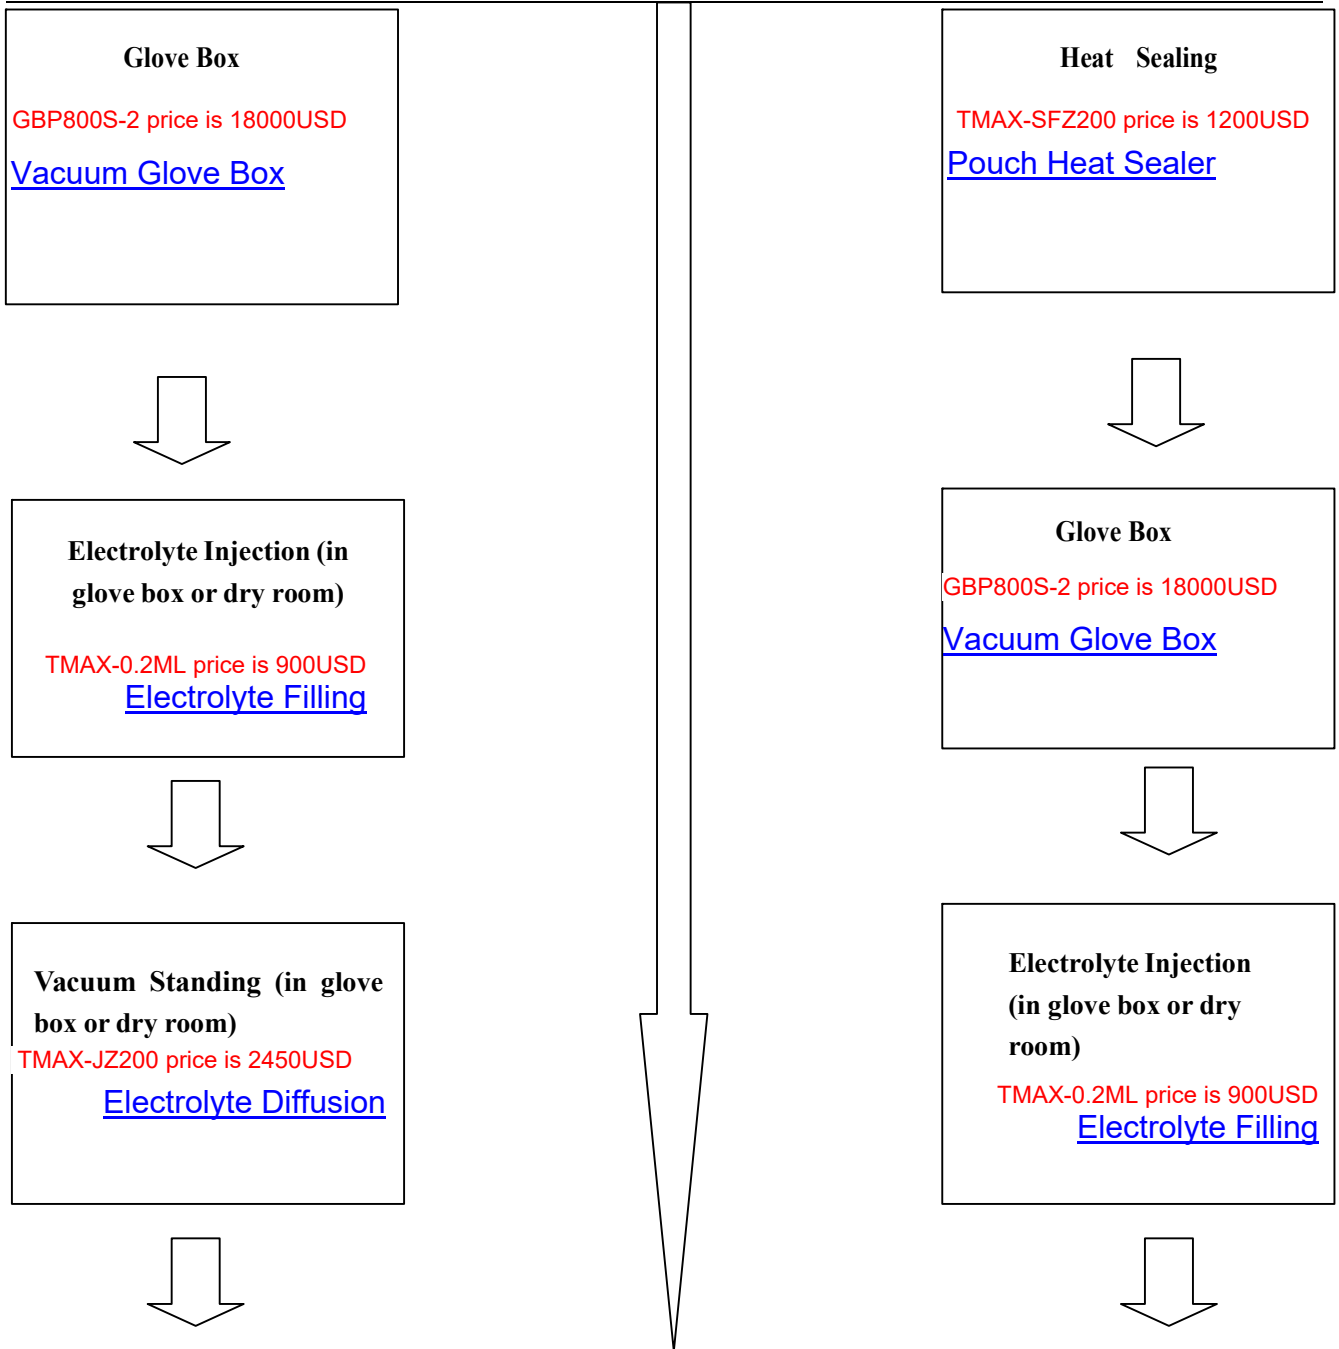 Glove Box
GBP800S-2 price is 18000USD
Vacuum Glove Box
Electrolyte Injection (in
glove box or dry room)
TMAX-0.2ML price is 900USD
Electrolyte Filling
Vacuum Standing (in glove
box or dry room)
TMAX-JZ200 price is 2450USD
Electrolyte Diffusion
Heat Sealing
TMAX-SFZ200 price is 1200USD
Pouch Heat Sealer
Glove Box
GBP800S-2 price is 18000USD
Vacuum Glove Box
Electrolyte Injection
(in glove box or dry
room)
TMAX-0.2ML price is 900USD
Electrolyte Filling